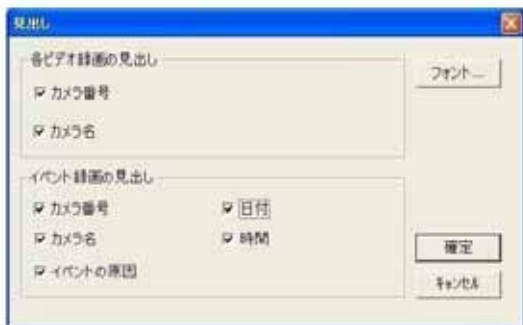 見出し
各ビデオ録画の見出し
フォント...
カメラ番号
カメラ名
イベント録画の見出し
カメラ番号 日付
カメラ名 時間
イベントの原因
確定
キャンセル